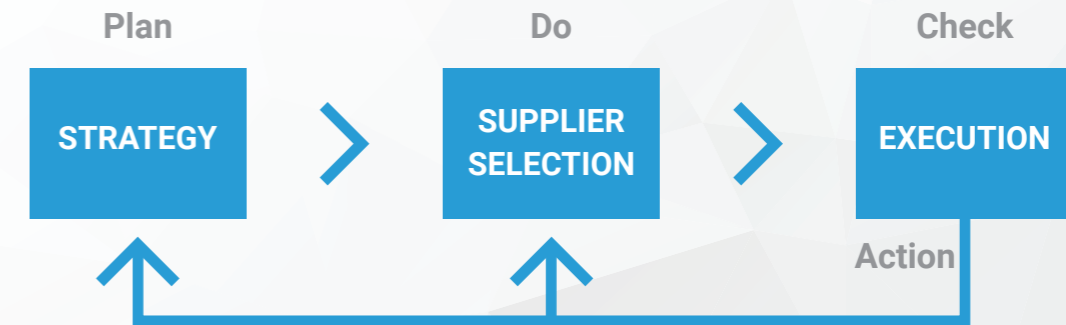 Plan
Do
Check
STRATEGY
SUPPLIER
SELECTION
EXECUTION
Action